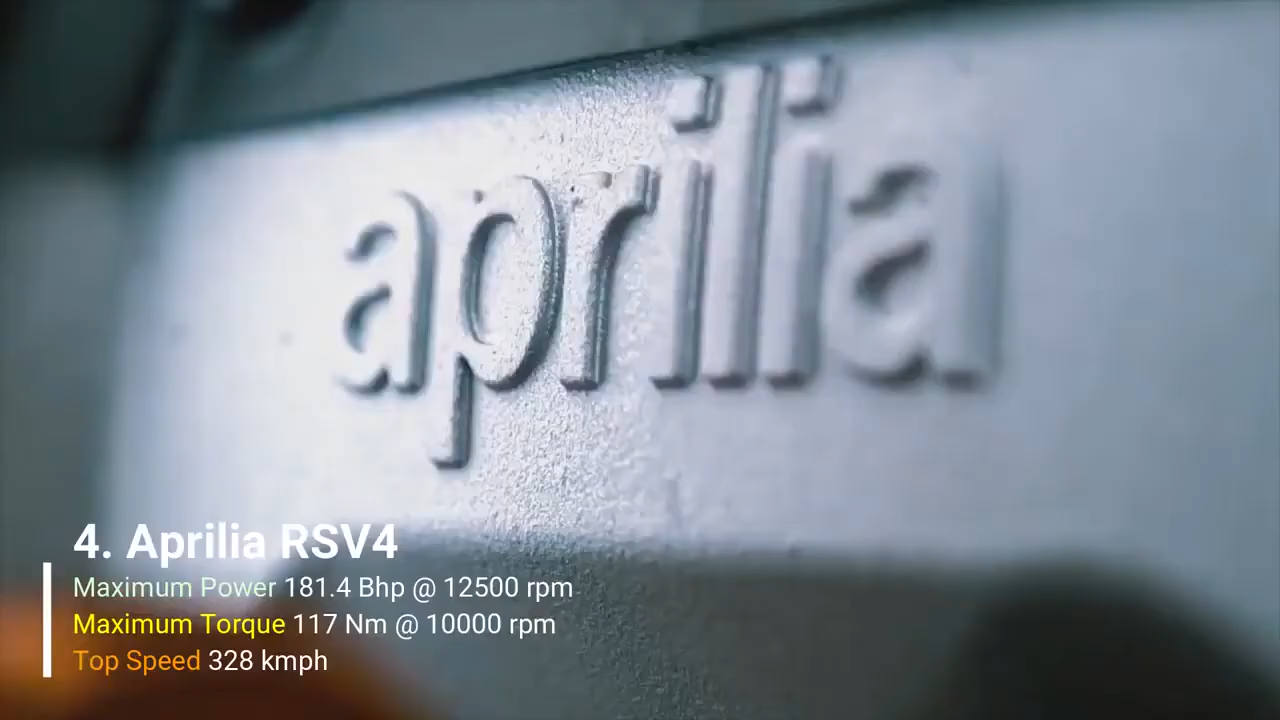 aprilia
4. Aprilia RSV4
Maximum Power 181.4 Bhp @ 12500 rpm
Maximum Torque 117 Nm @ 10000 rpm
Top Speed 328 kmph